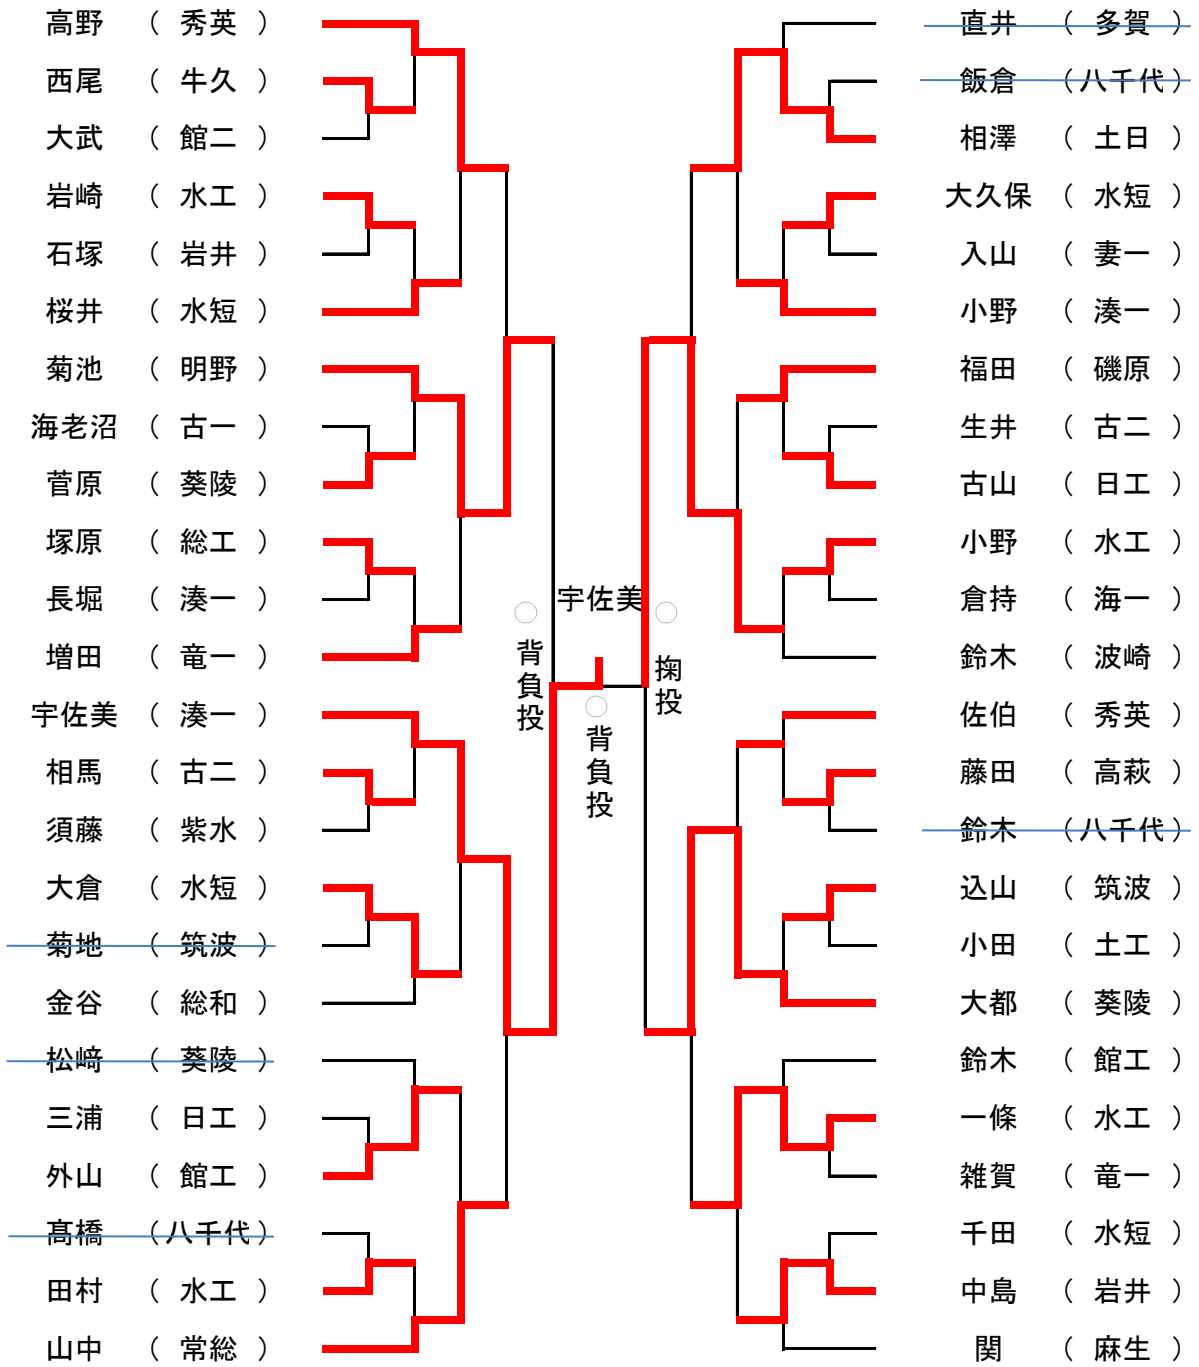 高野 （ 秀英 ）
西尾 （ 牛久 ）
大武 （ 館二 ）
岩崎 （ 水工 ）
石塚 （ 岩井 ）
桜井 （ 水短 ）
菊池 （ 明野 ）
海老沼 （ 古一 ）
菅原 （ 葵陵 ）
塚原 （ 総工 ）
長堀 （ 湊一 ）
増田 （ 竜一 ）
宇佐美 （ 湊一 ）
相馬 （ 古二 ）
須藤 （ 紫水 ）
大倉 （ 水短 ）
菊地 （ 筑波 ）
金谷 （ 総和 ）
松﨑 （ 葵陵 ）
三浦 （ 日工 ）
外山 （ 館工 ）
髙橋 （ 八千代 ）
田村 （ 水工 ）
山中 （ 常総 ）
宇佐美
背負投
背負投
掬投
直井 （ 多賀 ）
飯倉 （ 八千代 ）
相澤 （ 土日 ）
大久保 （ 水短 ）
入山 （ 妻一 ）
小野 （ 湊一 ）
福田 （ 磯原 ）
生井 （ 古二 ）
古山 （ 日工 ）
小野 （ 水工 ）
倉持 （ 海一 ）
鈴木 （ 波崎 ）
佐伯 （ 秀英 ）
藤田 （ 高萩 ）
鈴木 （ 八千代 ）
込山 （ 筑波 ）
小田 （ 土工 ）
大都 （ 葵陵 ）
鈴木 （ 館工 ）
一條 （ 水工 ）
雑賀 （ 竜一 ）
千田 （ 水短 ）
中島 （ 岩井 ）
関 （ 麻生 ）